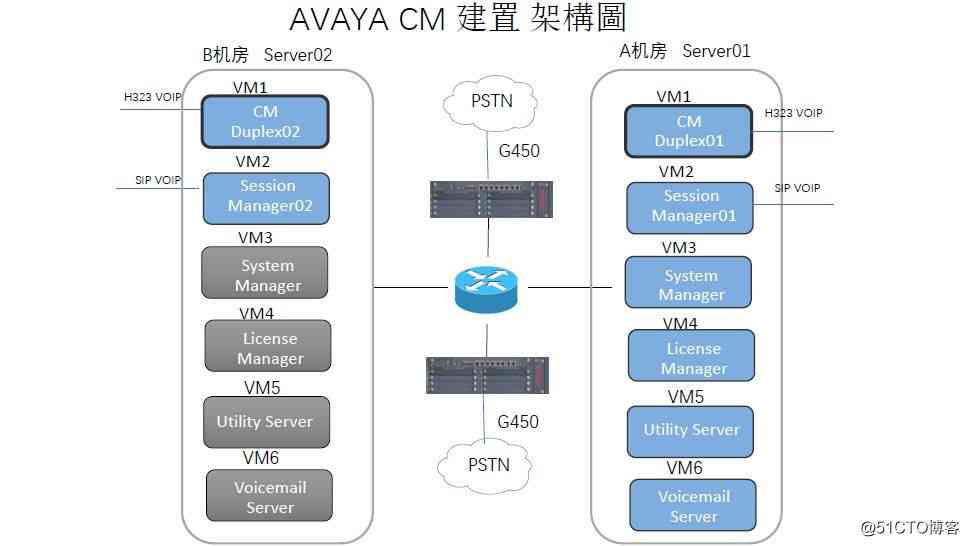 AVAYA CM 建置 架構圖
B机房 Server02
VM1
H323 VOIP
CM
Duplex02
VM2
SIP VOIP
Session
Manager02
VM3
System
Manager
VM4
License
Manager
VM5
Utility Server
VM6
Voicemail
Server
PSTN
G450
G450
PSTN
A机房 Server01
VM1
CM
Duplex01
H323 VOIP
VM2
Session
Manager01
SIP VOIP
VM3
System
Manager
VM4
License
Manager
VM5
Utility Server
VM6
Voicemail
Server
@51CTO博客